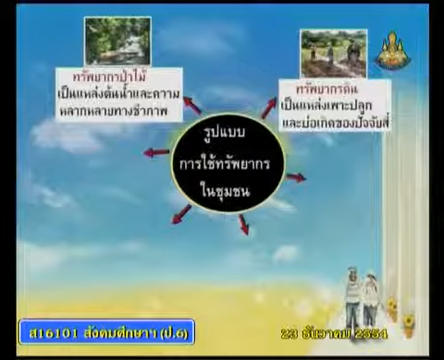 ทรัพยากรป่าไม้
เป็นแหล่งต้นน้ำและความ
หลากหลายทางชีวภาพ
ทรัพยากรดิน
เป็นแหล่งเพาะปลูก
และบ่อเกิดของปัจจัยสี่
รูปแบบ
การใช้ทรัพยากร
ในชุมชน
ส16101 สังคมศึกษาฯ (ป.6)
23 ธันวาคม 2554